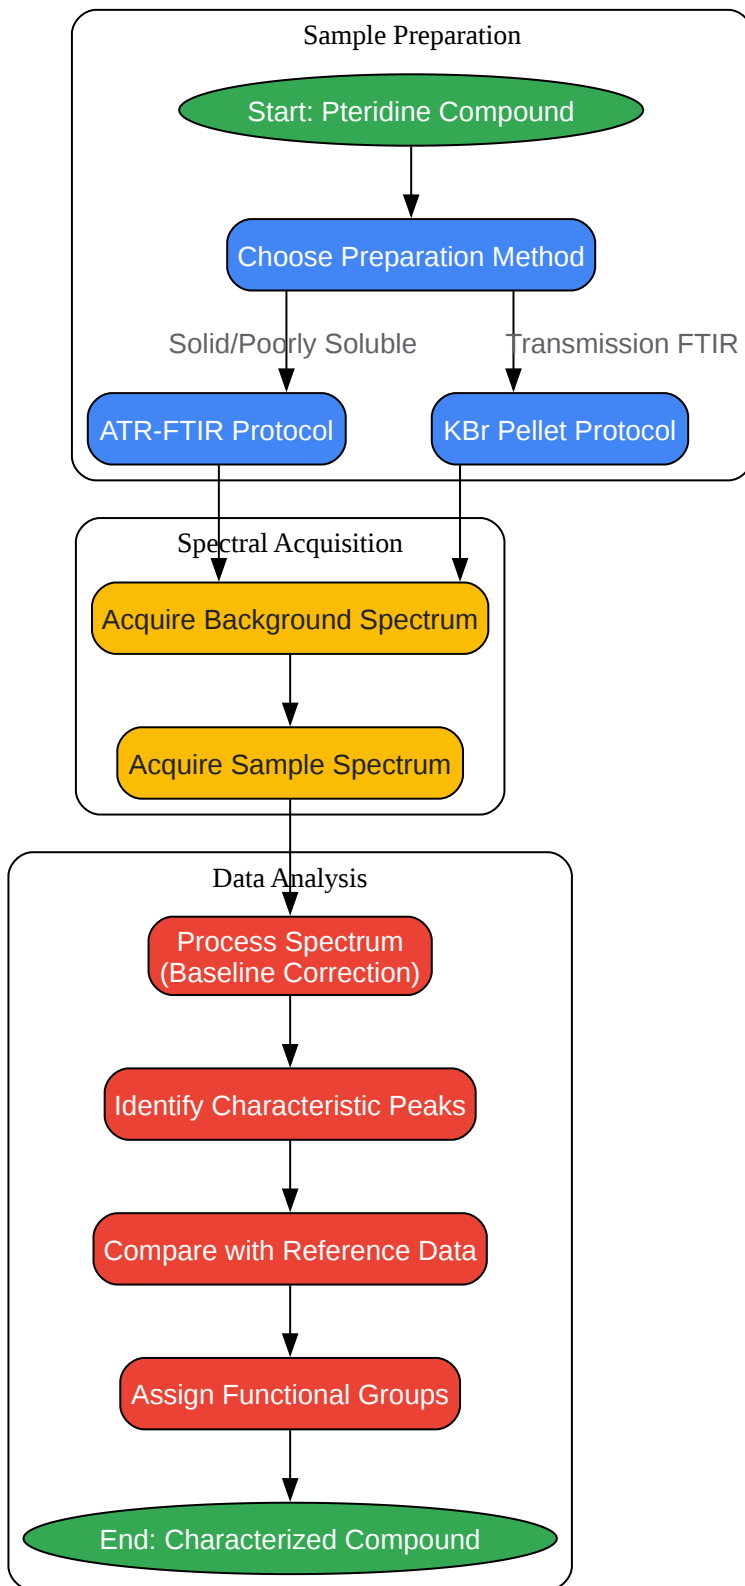 Sample Preparation
Start: Pteridine Compound
Choose Preparation Method
Solid/Poorly Soluble
Transmission FTIR
ATR-FTIR Protocol
KBr Pellet Protocol
Spectral Acquisition
Acquire Background Spectrum
Acquire Sample Spectrum
Data Analysis
Process Spectrum
(Baseline Correction)
Identify Characteristic Peaks
Compare with Reference Data
Assign Functional Groups
End: Characterized Compound